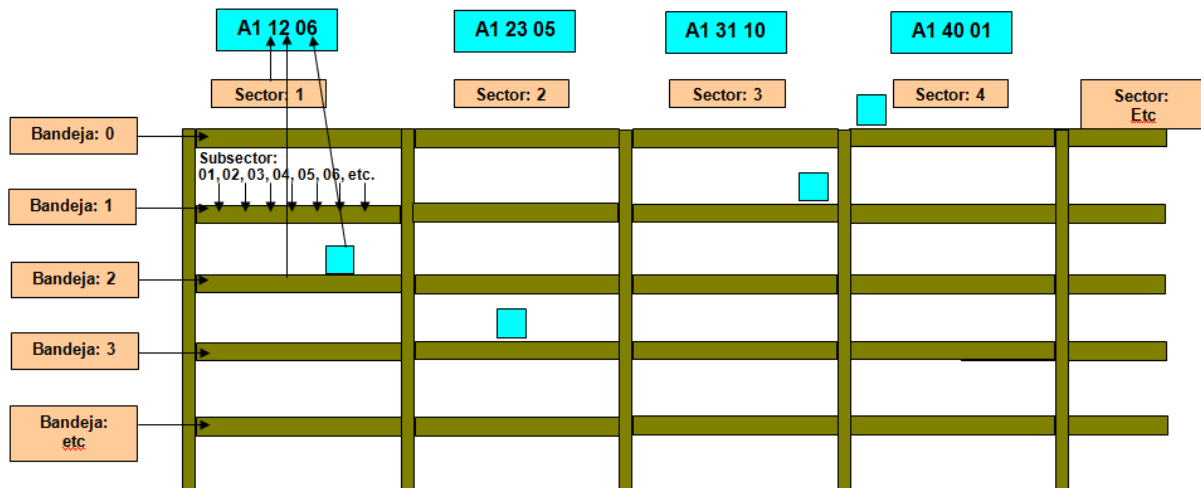 A1 12 06
A1 23 05
A1 31 10
A1 40 01
Sector: 1
Sector: 2
Sector: 3
Sector: 4
Sector:
Etc
Bandeja: 0
Subsector:
01, 02, 03, 04, 05, 06, etc.
Bandeja: 1
Bandeja: 2
Bandeja: 3
Bandeja:
etc